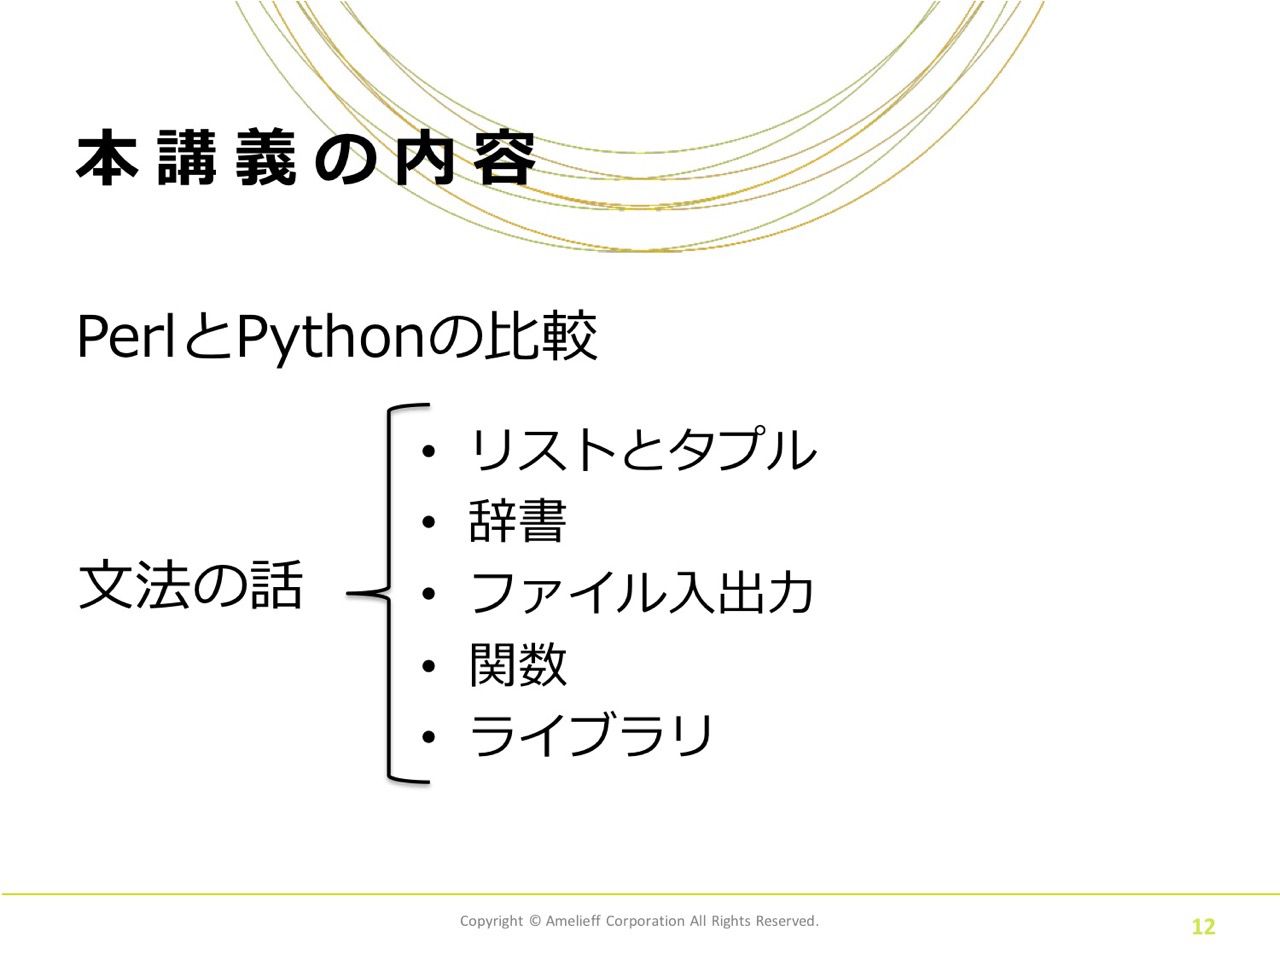 本講義の内容
PerlとPythonの比較
文法の話
• リストとタプル
• 辞書
• ファイル入出力
• 関数
• ライブラリ
Copyright © Amelieff Corporation All Rights Reserved.
12